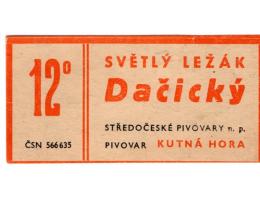 12°
SVĚTLÝ LEŽÁK
Dačický
STŘEDOČESKÉ PIVOVARY n. p.
ČSN 566635
PIVOVAR KUTNÁ HORA